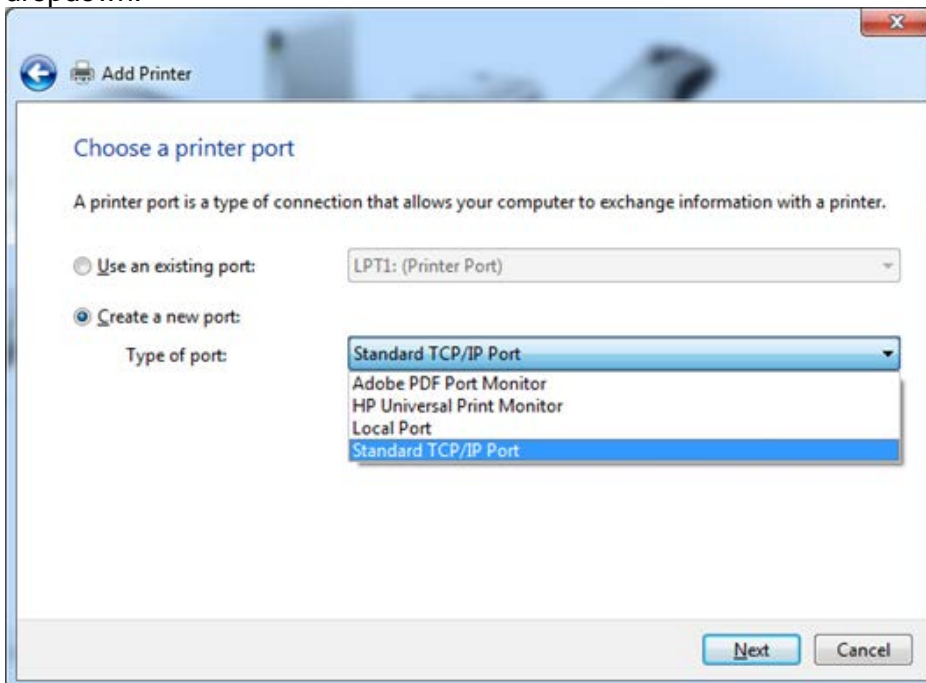 dropdown.
Add Printer
Choose a printer port
A printer port is a type of connection that allows your computer to exchange information with a printer.
Use an existing port:
LPT1: (Printer Port)
Create a new port:
Type of port:
Standard TCP/IP Port
Adobe PDF Port Monitor
HP Universal Print Monitor
Local Port
Standard TCP/IP Port
Next
Cancel